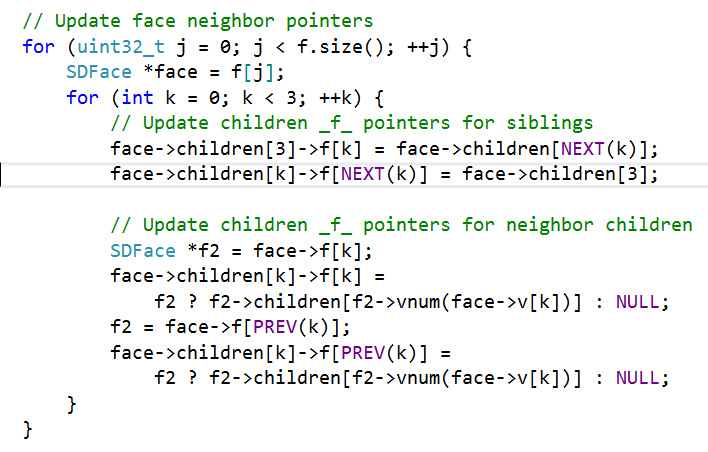 // Update face neighbor pointers
for (uint32_t j = 0; j < f.size(); ++j) {
    SDFace *face = f[j];
    for (int k = 0; k < 3; ++k) {
        // Update children _f_ pointers for siblings
        face->children[3]->f[k] = face->children[NEXT(k)];
        face->children[k]->f[NEXT(k)] = face->children[3];

        // Update children _f_ pointers for neighbor children
        SDFace *f2 = face->f[k];
        face->children[k]->f[k] =
            f2 ? f2->children[f2->vnum(face->v[k])] : NULL;
        f2 = face->f[PREV(k)];
        face->children[k]->f[PREV(k)] =
            f2 ? f2->children[f2->vnum(face->v[k])] : NULL;
    }
}